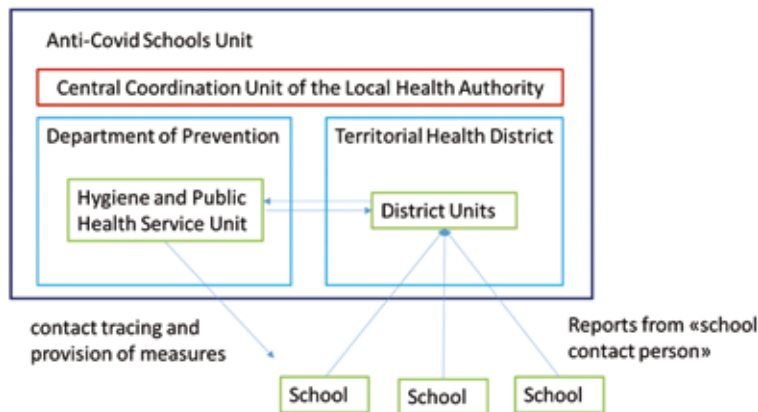 Anti-Covid Schools Unit
Central Coordination Unit of the Local Health Authority
Department of Prevention
Territorial Health District
Hygiene and Public
Health Service Unit
District Units
contact tracing and
provision of measures
Reports from «school
contact person»
School
School
School